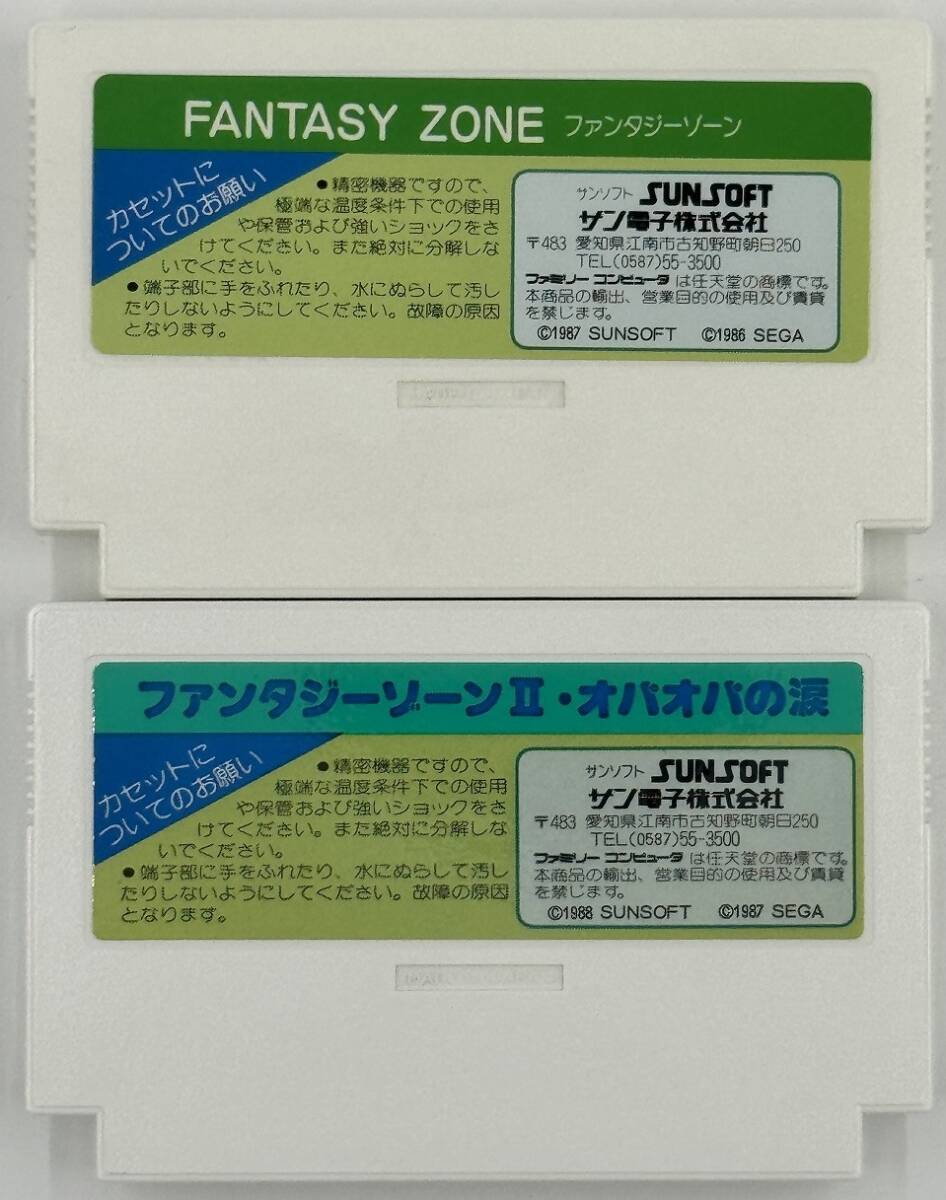 FANTASY ZONE ファンタジーゾーン
カセットに
ついてのお願い
●精密機器ですので、
極端な温度条件下での使用
や保管および強いショックをさ
けてください。また絶対に分解しな
いでください。
●端子部に手をふれたり、水にぬらして汚し
たりしないようにしてください。故障の原因
となります。
サンソフト SUNSOFT
サン電子株式会社
〒483 愛知県江南市古知野町朝日250
TEL(0587)55-3500
ファミリー コンピュータ は任天堂の商標です。
本商品の輸出、営業目的の使用及び賃貸
を禁じます。
©1987 SUNSOFT ©1986 SEGA
ファンタジーゾーンⅡ・オパオパの涙
カセットに
ついてのお願い
●精密機器ですので、
極端な温度条件下での使用
や保管および強いショックをさ
けてください。また絶対に分解しな
いでください。
●端子部に手をふれたり、水にぬらして汚し
たりしないようにしてください。故障の原因
となります。
サンソフト SUNSOFT
サン電子株式会社
〒483 愛知県江南市古知野町朝日250
TEL(0587)55-3500
ファミリー コンピュータ は任天堂の商標です。
本商品の輸出、営業目的の使用及び賃貸
を禁じます。
©1988 SUNSOFT ©1987 SEGA